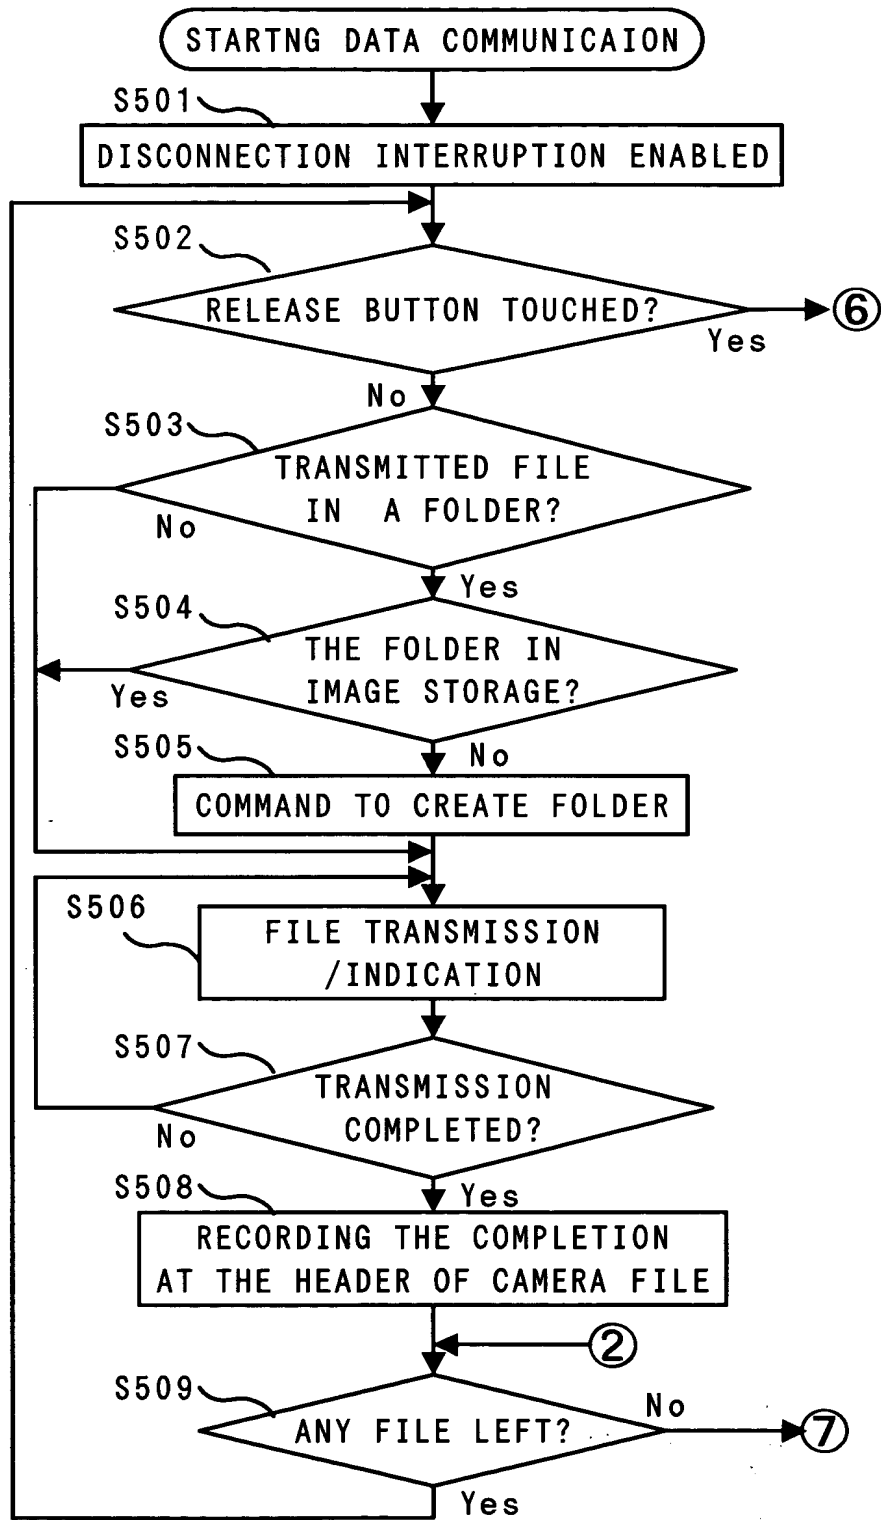 STARTNG DATA COMMUNICAION
S501
DISCONNECTION INTERRUPTION ENABLED
S502
RELEASE BUTTON TOUCHED?
⑥
Yes
No
S503
TRANSMITTED FILE
IN A FOLDER?
No
Yes
S504
THE FOLDER IN
IMAGE STORAGE?
Yes
No
S505
COMMAND TO CREATE FOLDER
S506
FILE TRANSMISSION
/INDICATION
S507
TRANSMISSION
COMPLETED?
No
Yes
S508
RECORDING THE COMPLETION
AT THE HEADER OF CAMERA FILE
②
S509
ANY FILE LEFT?
No
⑦
Yes